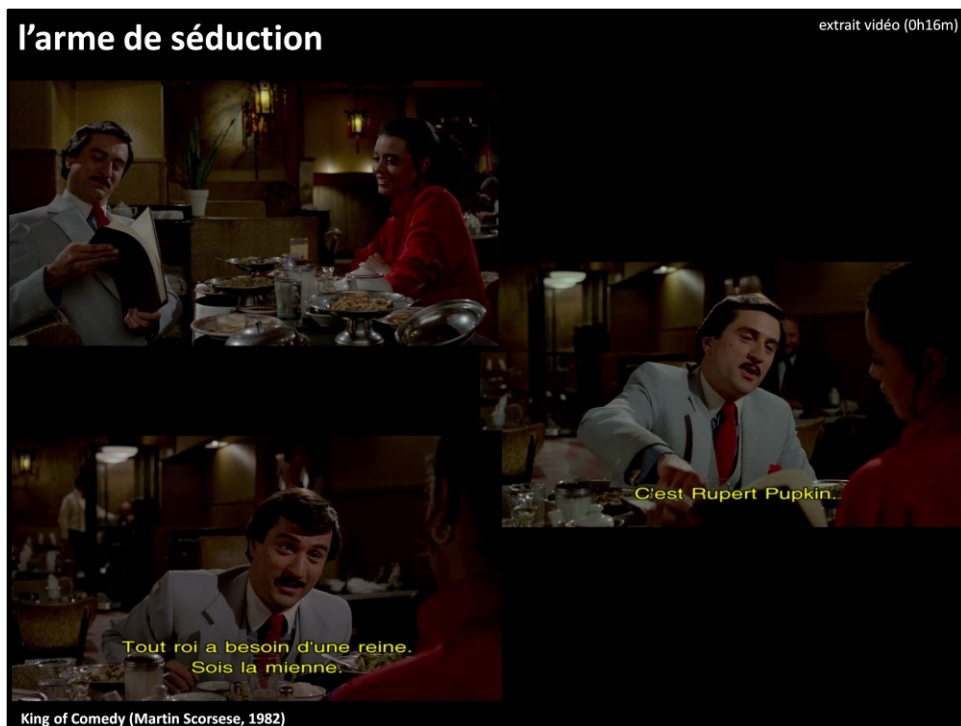 l'arme de séduction
extrait vidéo (0h16m)
C'est Rupert Pupkin.
Tout roi a besoin d'une reine.
Sois la mienne.
King of Comedy (Martin Scorsese, 1982)